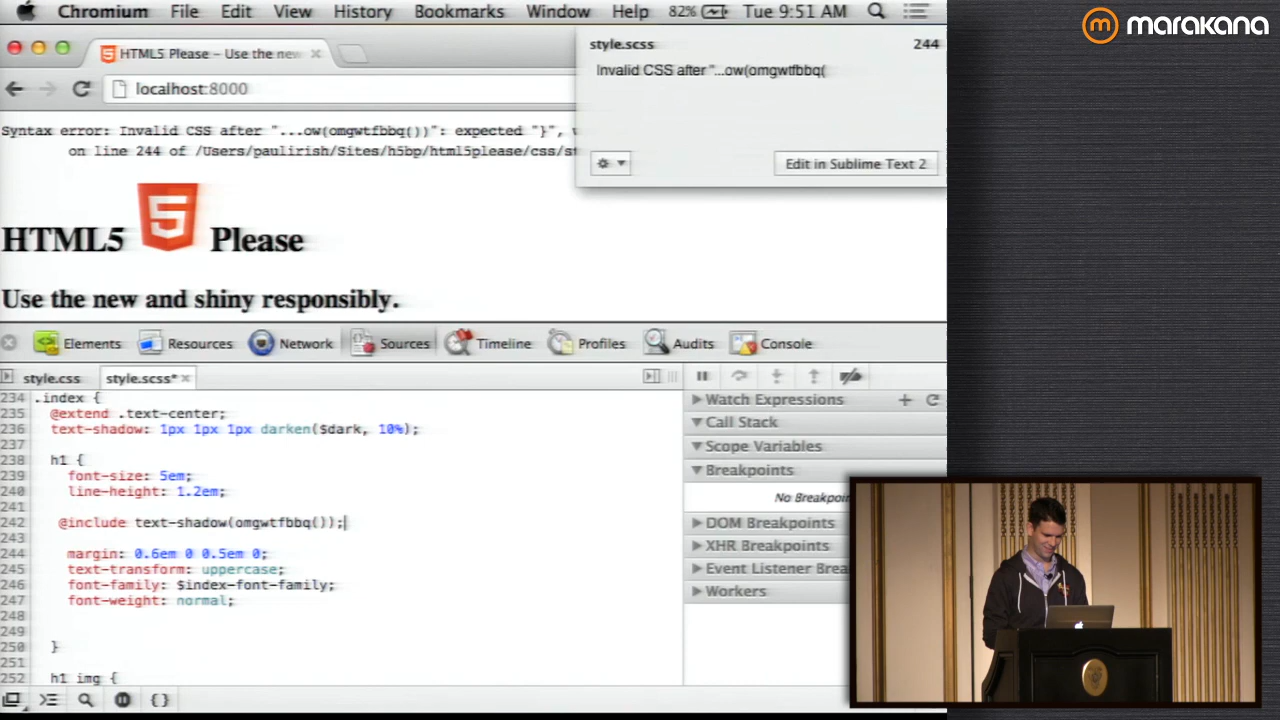 Chromium File Edit View History Bookmarks Window Help 82% Tue 9:51 AM
marakana
HTML5 Please – Use the new
style.scss 244
Invalid CSS after "...ow(omgwtfbbq(
Edit in Sublime Text 2
localhost:8000
Syntax error: Invalid CSS after "...ow(omgwtfbbq())": expected "}",
on line 244 of /Users/paulirish/Sites/h5bp/html5please/css/st
HTML5 5 Please
Use the new and shiny responsibly.
Elements Resources Network Sources Timeline Profiles Audits Console
style.css style.scss*
234 .index {
235 @extend .text-center;
236 text-shadow: 1px 1px 1px darken($dark, 10%);
237
238 h1 {
239 font-size: 5em;
240 line-height: 1.2em;
241
242 @include text-shadow(omgwtfbbq());
243
244 margin: 0.6em 0 0.5em 0;
245 text-transform: uppercase;
246 font-family: $index-font-family;
247 font-weight: normal;
248
249
250 }
251
252 h1 img {
Watch Expressions
Call Stack
Scope Variables
Breakpoints
No Breakpoin
DOM Breakpoints
XHR Breakpoints
Event Listener Brea
Workers